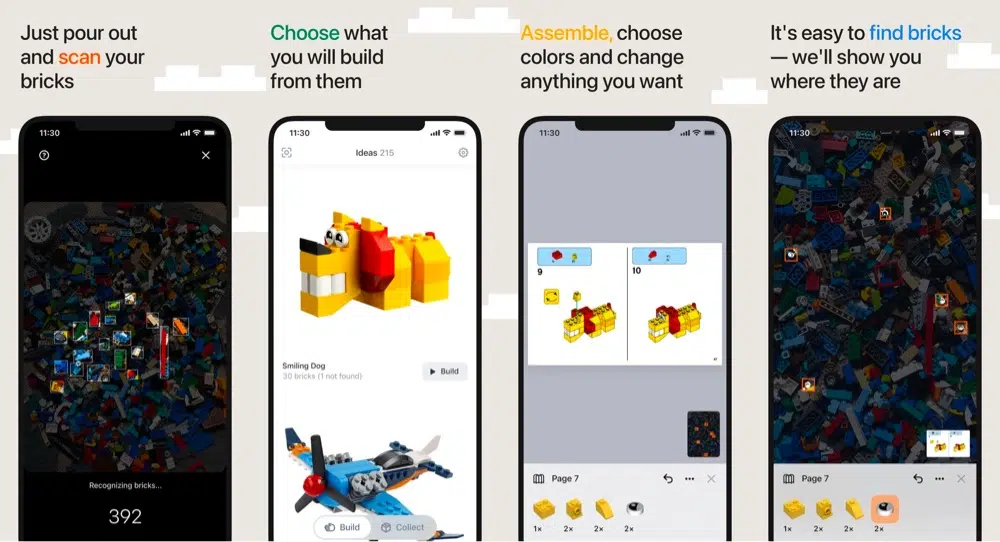 Just pour out
and scan your
bricks
Choose what
you will build
from them
Assemble, choose
colors and change
anything you want
It's easy to find bricks
— we'll show you
where they are
11:30
Recognizing bricks...
392
11:30
Ideas 215
Smiling Dog
30 bricks (1 not found)
Build
Build
Collect
11:30
9
10
Page 7
1×
2×
2×
2×
11:30
Page 7
1×
2×
2×
2×